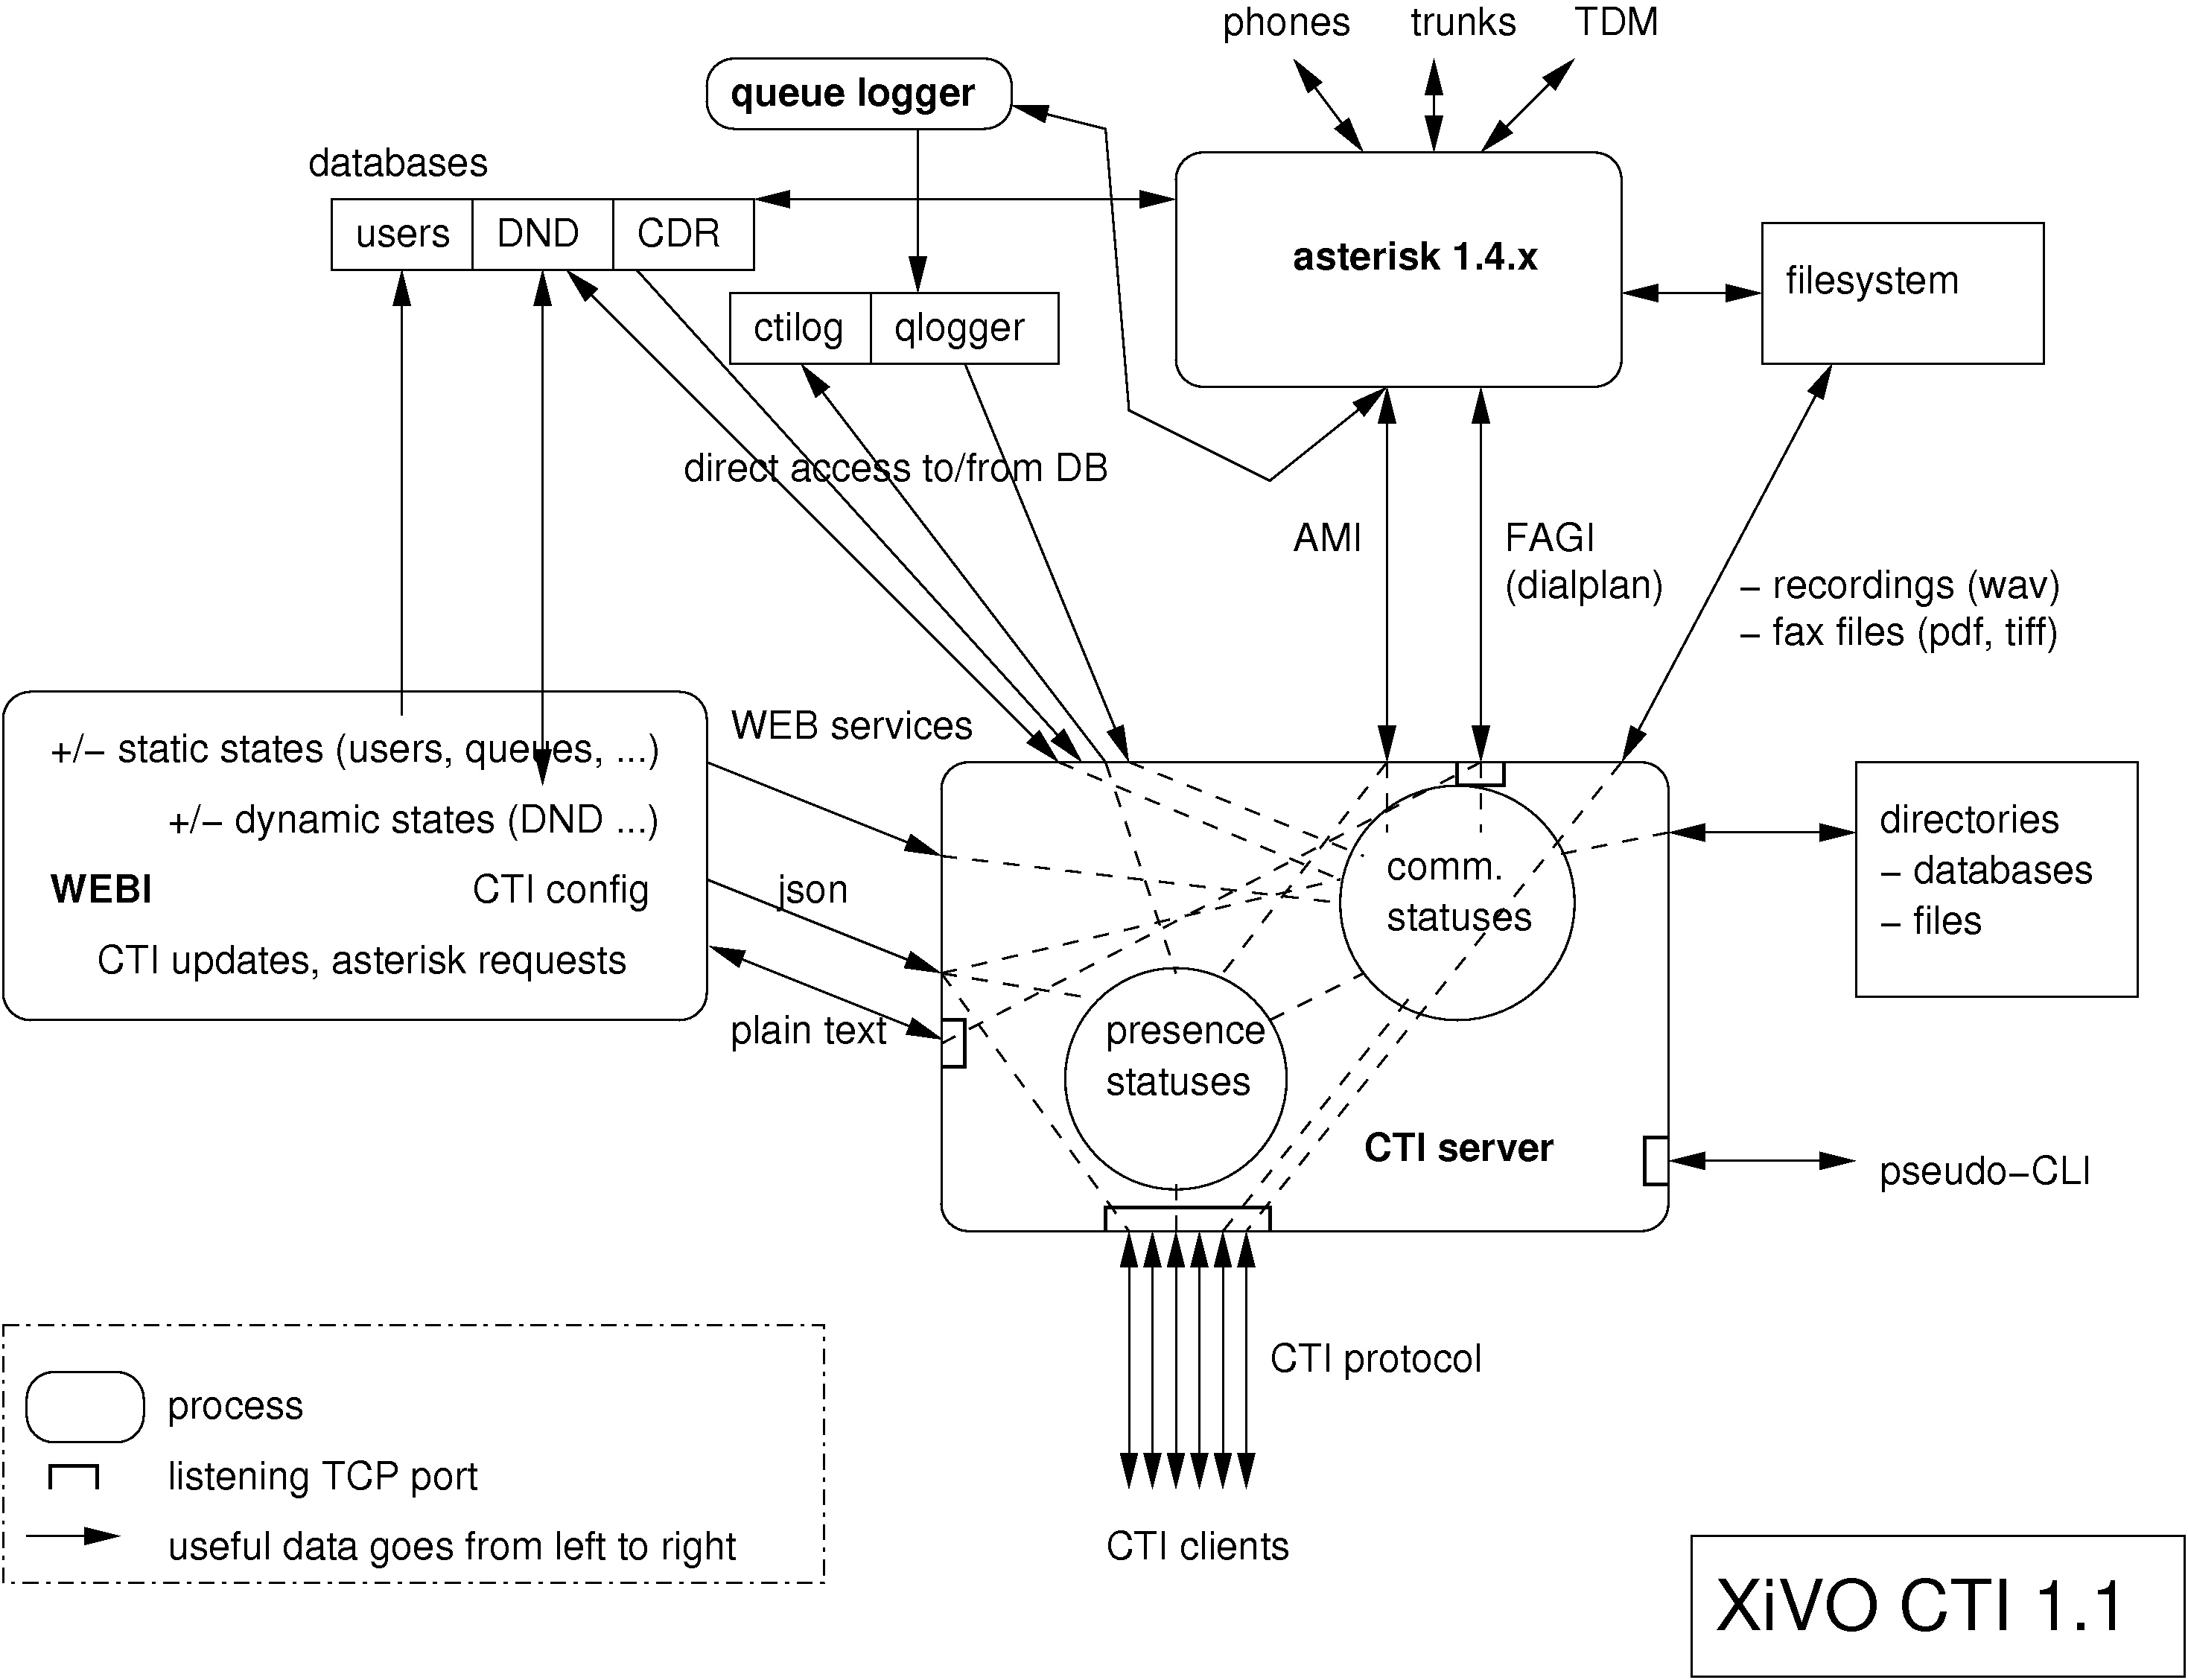 phones
trunks
TDM
queue logger
databases
users
DND
CDR
asterisk 1.4.x
filesystem
ctilog
qlogger
direct access to/from DB
AMI
FAGI
(dialplan)
– recordings (wav)
– fax files (pdf, tiff)
WEB services
+/– static states (users, queues, ...)
+/– dynamic states (DND ...)
WEBI
CTI config
CTI updates, asterisk requests
json
plain text
comm.
statuses
presence
statuses
CTI server
directories
– databases
– files
pseudo–CLI
CTI protocol
CTI clients
process
listening TCP port
useful data goes from left to right
XiVO CTI 1.1